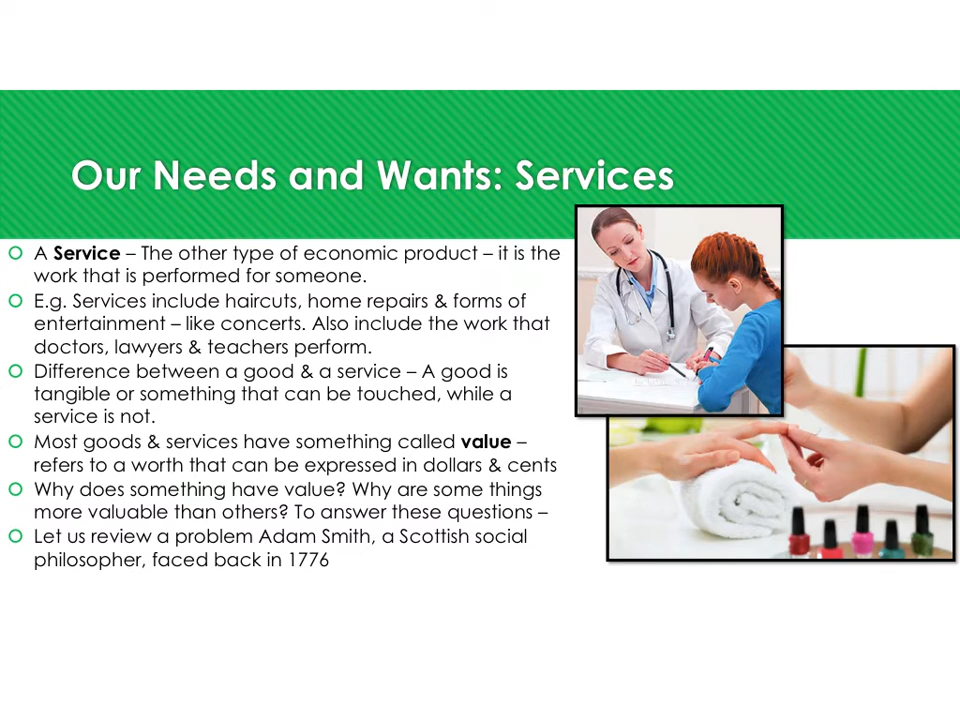 Our Needs and Wants: Services
A Service – The other type of economic product – it is the
work that is performed for someone.
E.g. Services include haircuts, home repairs & forms of
entertainment – like concerts. Also include the work that
doctors, lawyers & teachers perform.
Difference between a good & a service – A good is
tangible or something that can be touched, while a
service is not.
Most goods & services have something called value –
refers to a worth that can be expressed in dollars & cents
Why does something have value? Why are some things
more valuable than others? To answer these questions –
Let us review a problem Adam Smith, a Scottish social
philosopher, faced back in 1776